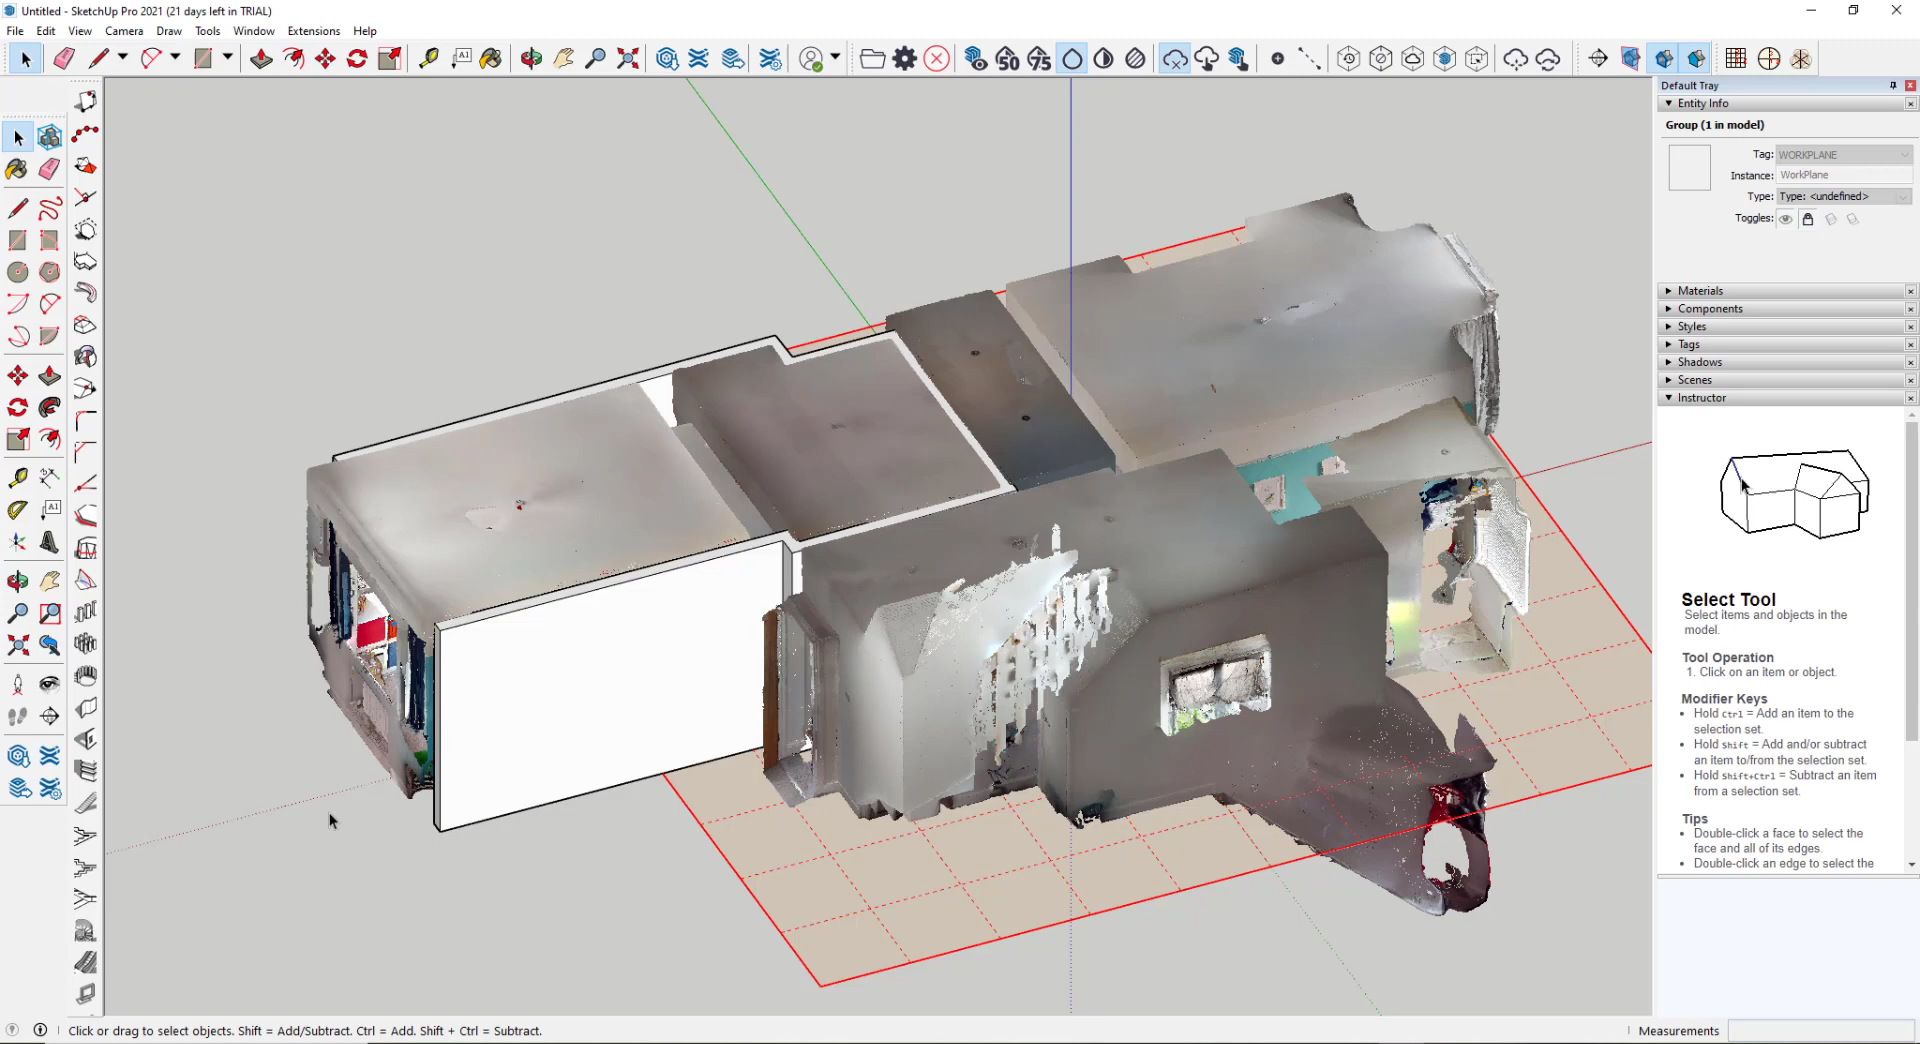 Untitled - SketchUp Pro 2021 (21 days left in TRIAL)
File Edit View Camera Draw Tools Window Extensions Help
A1
50
75
Default Tray
Entity Info
Group (1 in model)
Tag: WORKPLANE
Instance: WorkPlane
Type: Type: <undefined>
Toggles:
Materials
Components
Styles
Tags
Shadows
Scenes
Instructor
A1
Select Tool
Select items and objects in the
model.
Tool Operation
1. Click on an item or object.
Modifier Keys
• Hold Ctrl = Add an item to the
selection set.
• Hold Shift = Add and/or subtract
an item to/from the selection set.
• Hold Shift+Ctrl = Subtract an item
from a selection set.
Tips
• Double-click a face to select the
face and all of its edges.
• Double-click an edge to select the
Click or drag to select objects. Shift = Add/Subtract. Ctrl = Add. Shift + Ctrl = Subtract.
Measurements